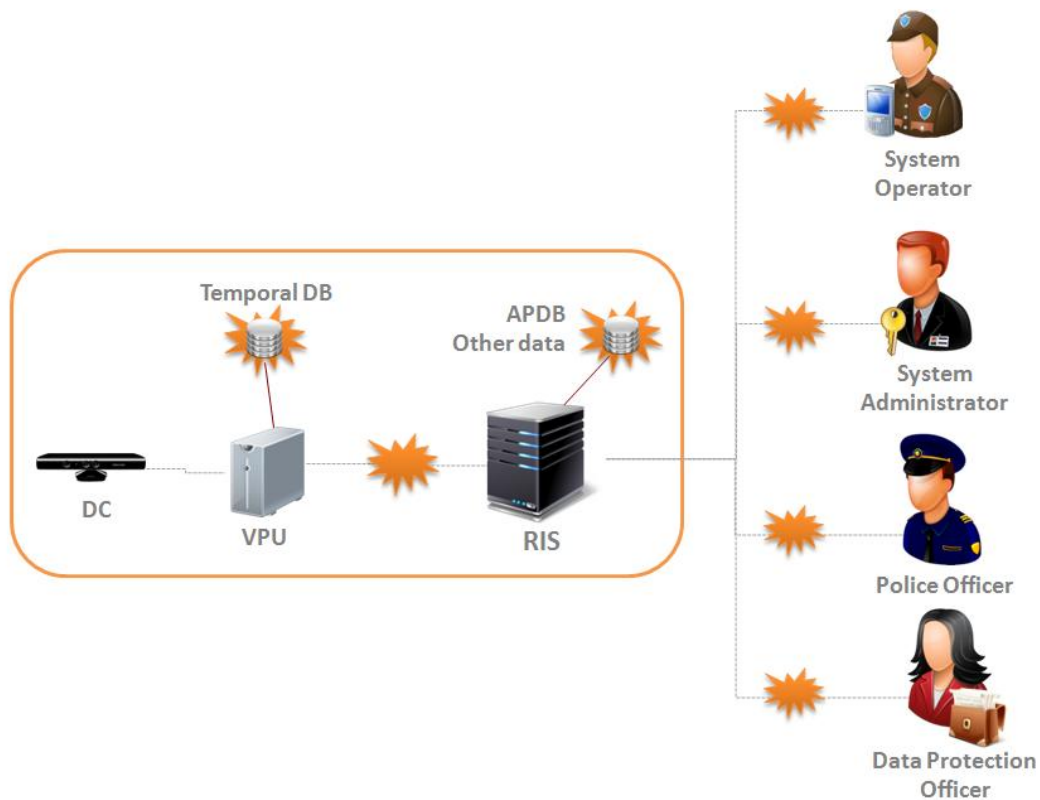 System
Operator
Temporal DB
APDB
Other data
System
Administrator
DC
VPU
RIS
Police Officer
Data Protection
Officer